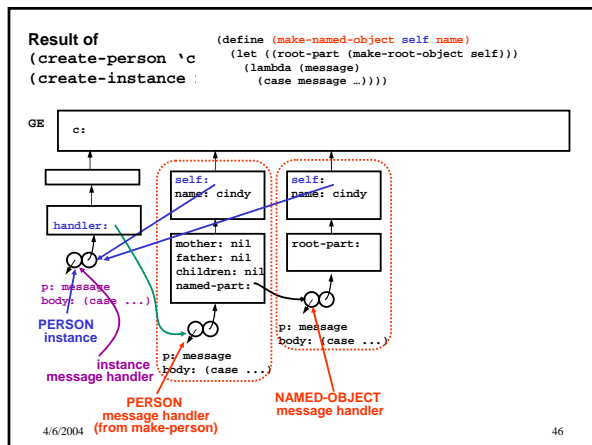 Result of
(create-person ‘c
(create-instance
(define (make-named-object self name)
(let ((root-part (make-root-object self)))
(lambda (message)
(case message …))))
GE
c:
self:
name: cindy
self:
name: cindy
handler:
mother: nil
father: nil
children: nil
named-part:
root-part:
p: message
body: (case ...)
PERSON
instance
instance
message handler
p: message
body: (case ...)
p: message
body: (case ...)
PERSON
message handler
(from make-person)
NAMED-OBJECT
message handler
4/6/2004
46